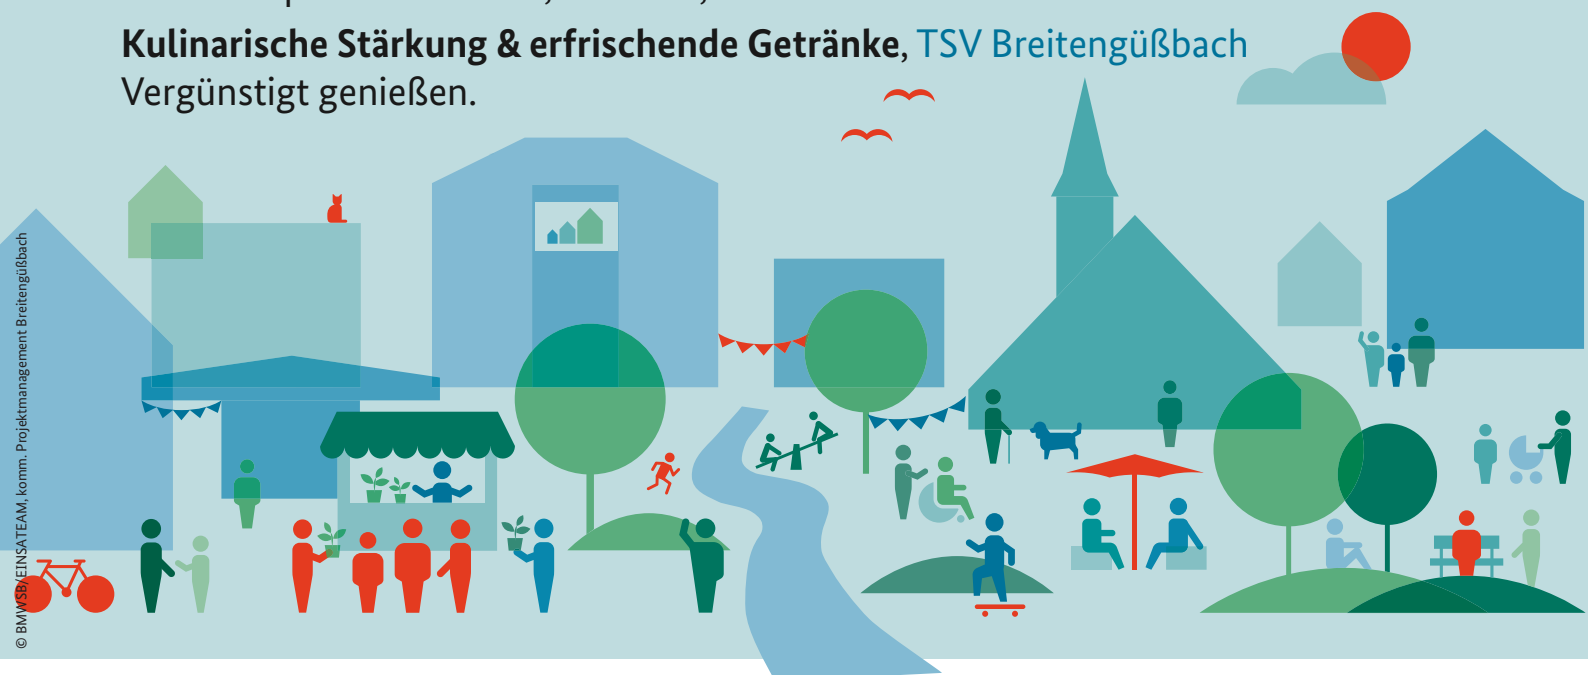 Kulinarische Stärkung & erfrischende Getränke, TSV Breitengüßbach
Vergünstigt genießen.
© BMWSB/EINSATEAM, komm. Projektmanagement Breitengüßbach